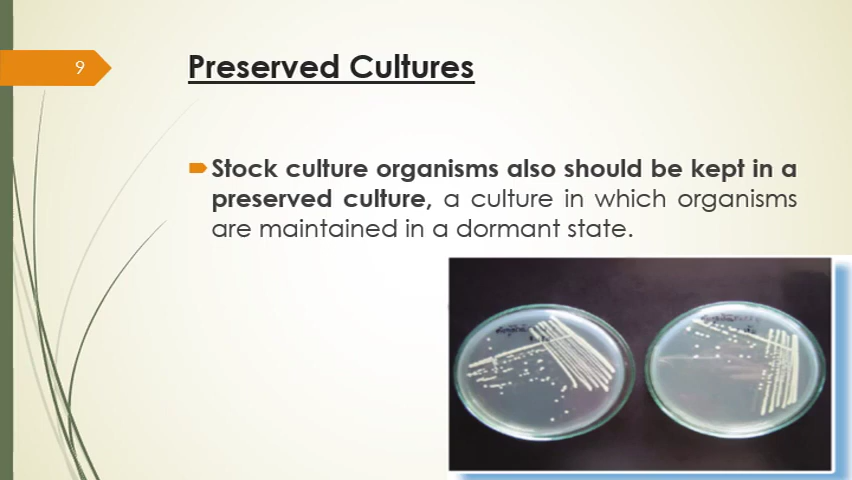 9
Preserved Cultures
Stock culture organisms also should be kept in a
preserved culture, a culture in which organisms
are maintained in a dormant state.